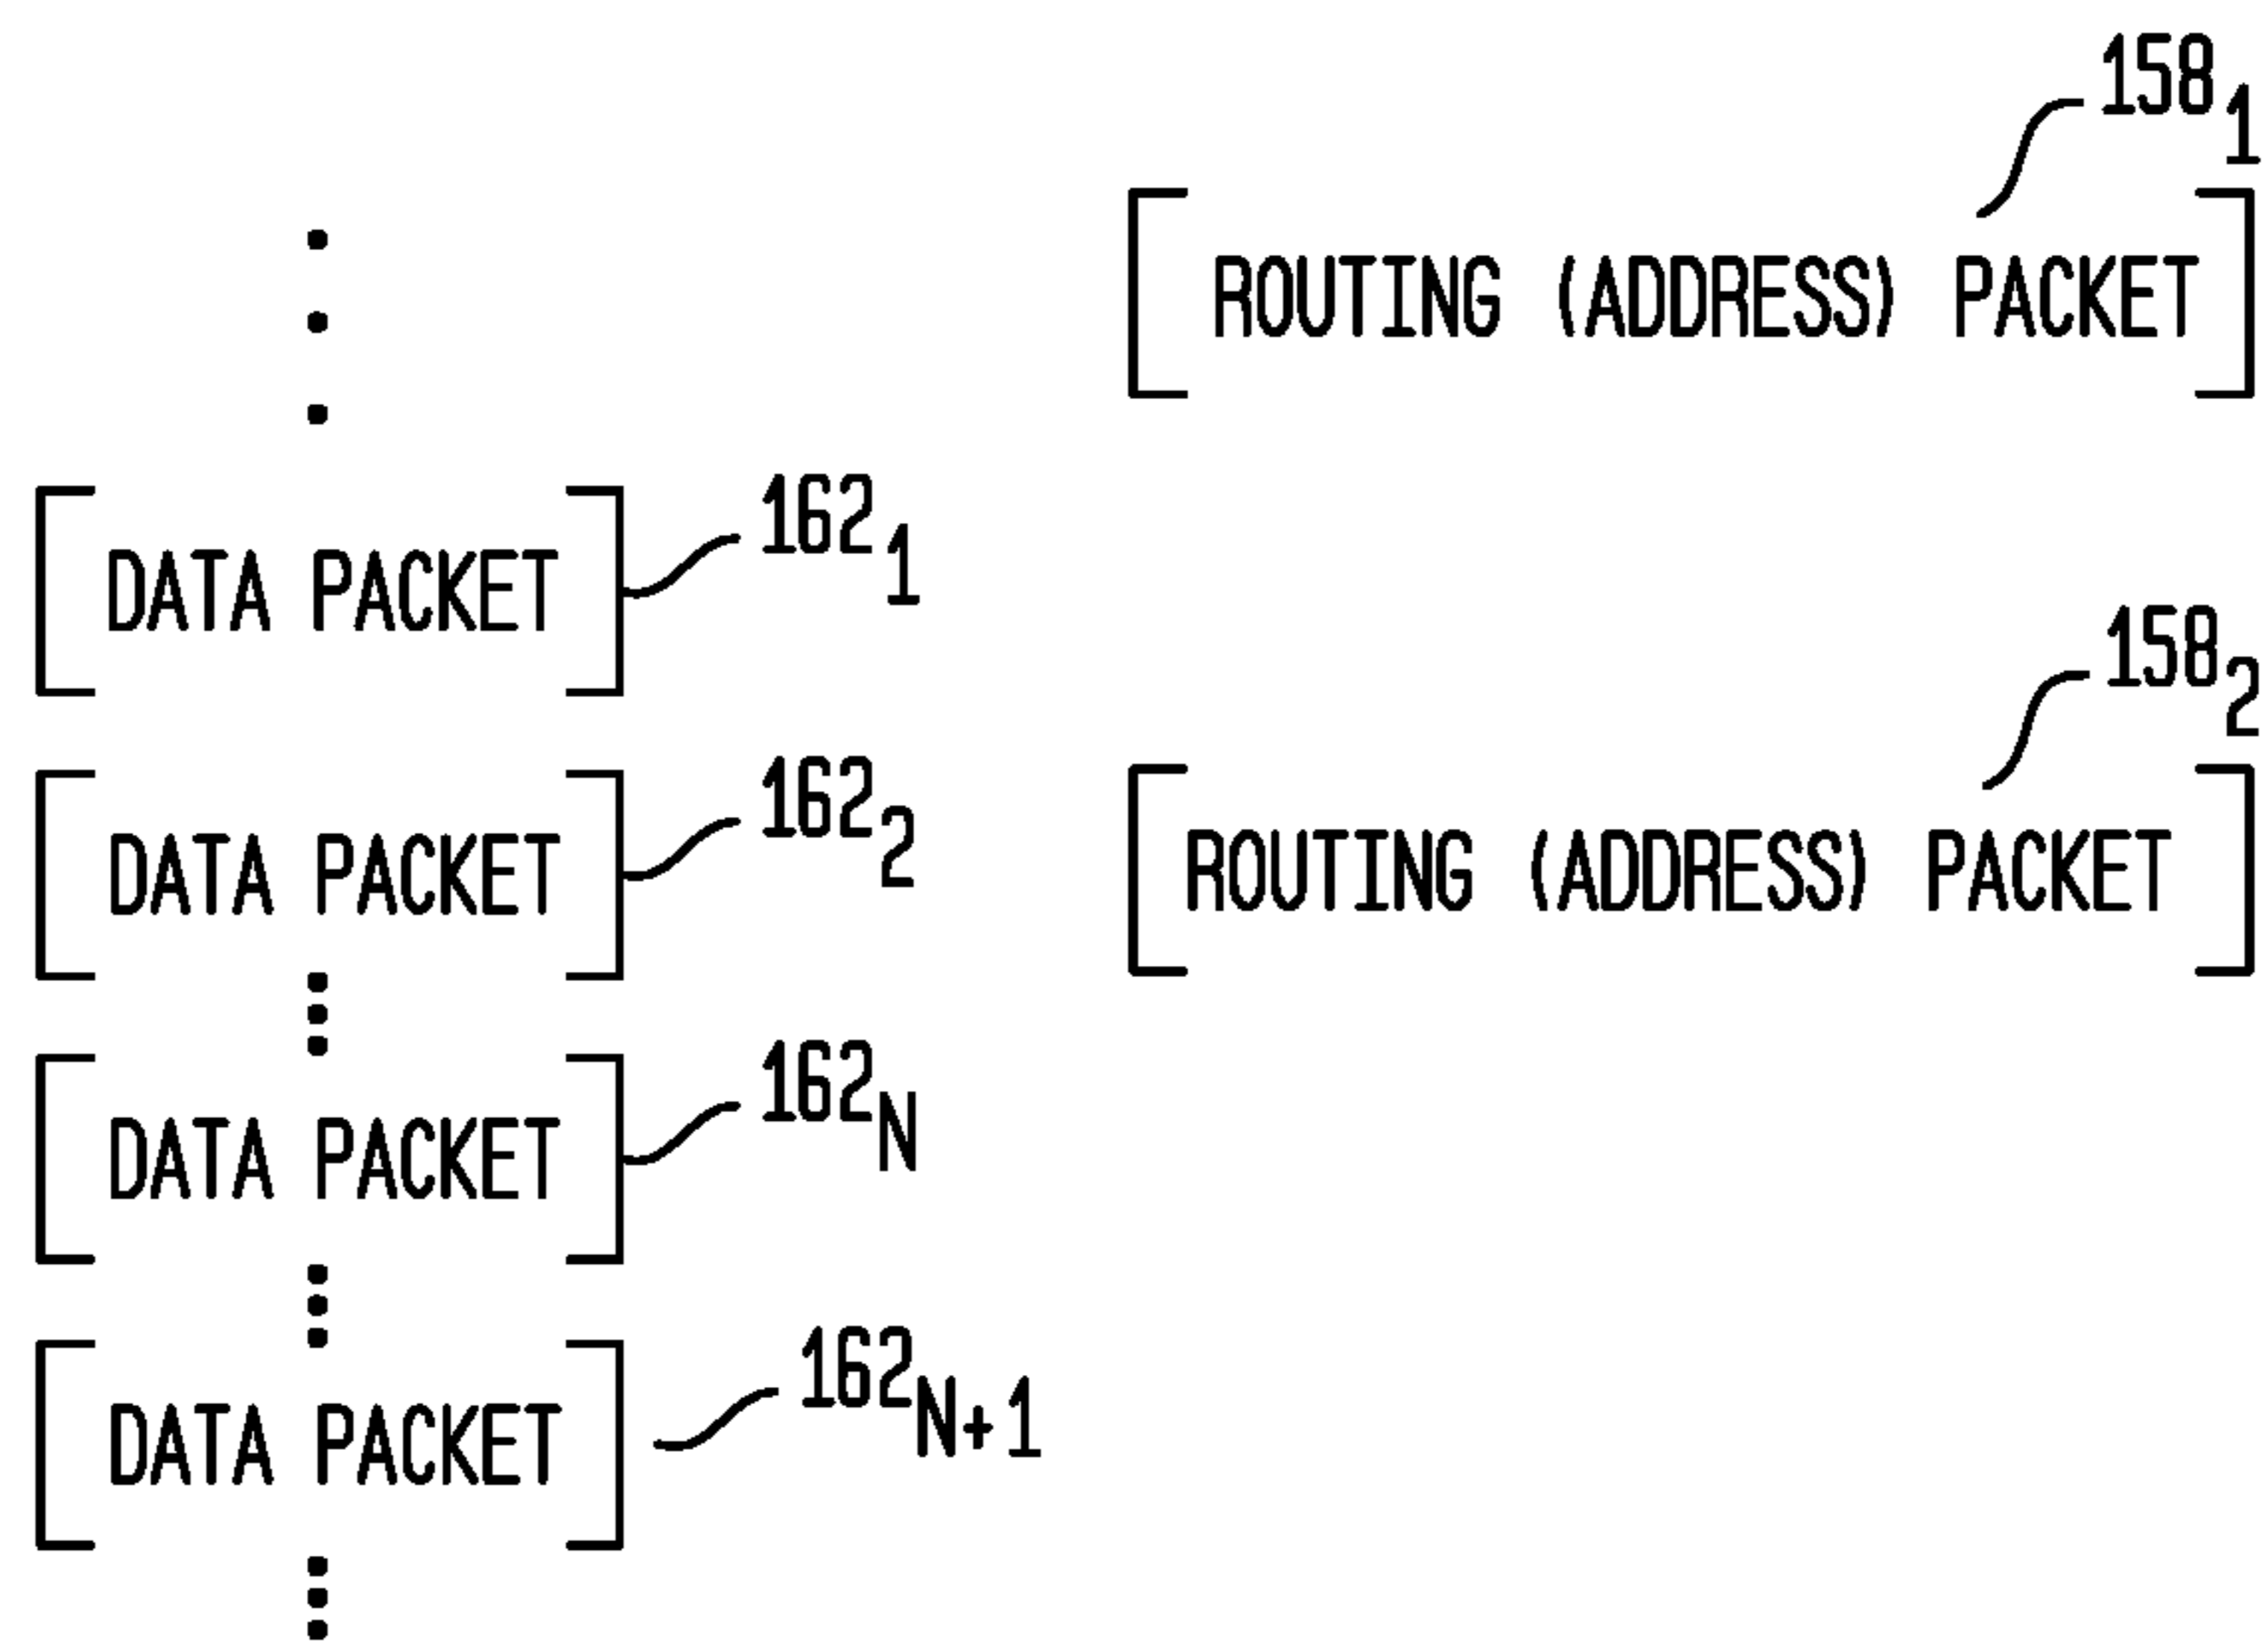 158₁
ROUTING (ADDRESS) PACKET
DATA PACKET 162₁
158₂
DATA PACKET 162₂
ROUTING (ADDRESS) PACKET
DATA PACKET 162N
DATA PACKET 162N+1